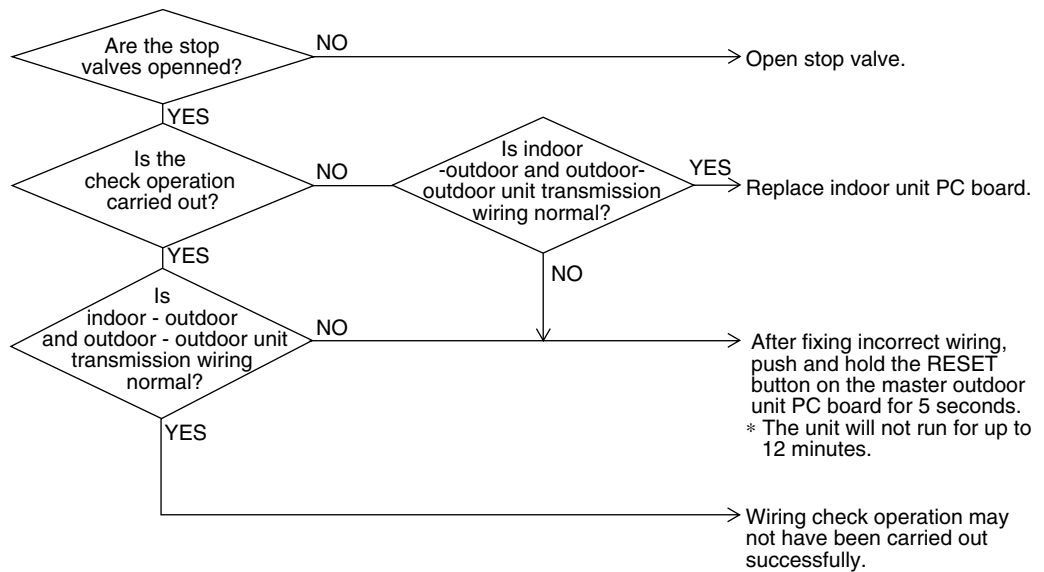 Are the stop
valves openned?
NO
Open stop valve.
YES
Is the
check operation
carried out?
NO
Is indoor
-outdoor and outdoor-
outdoor unit transmission
wiring normal?
YES
Replace indoor unit PC board.
YES
NO
Is
indoor - outdoor
and outdoor - outdoor unit
transmission wiring
normal?
NO
After fixing incorrect wiring,
push and hold the RESET
button on the master outdoor
unit PC board for 5 seconds.
* The unit will not run for up to
12 minutes.
YES
Wiring check operation may
not have been carried out
successfully.